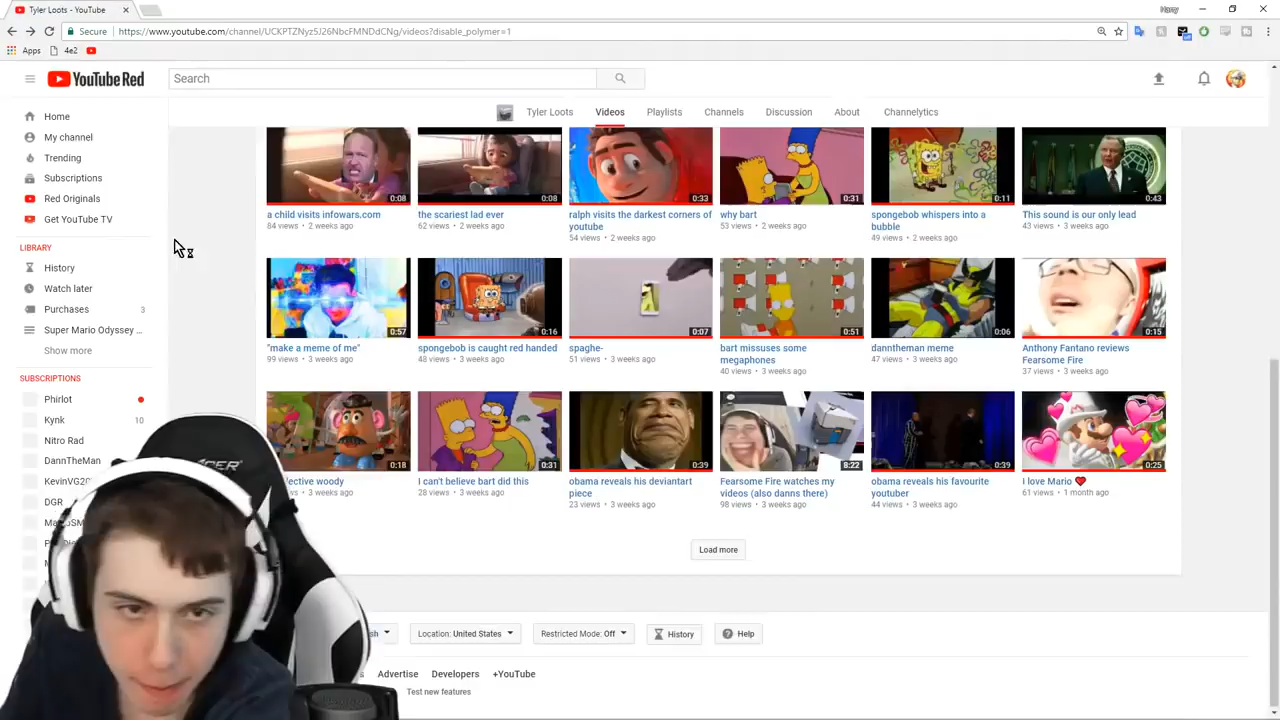 Tyler Loots - YouTube
Harry
Secure https://www.youtube.com/channel/UCKPTZNyz5J26NbcFMNDdCNg/videos?disable_polymer=1
Apps 4e2
YouTube Red
Search
Tyler Loots Videos Playlists Channels Discussion About Channelytics
Home
My channel
Trending
Subscriptions
Red Originals
Get YouTube TV
LIBRARY
History
Watch later
Purchases 3
Super Mario Odyssey ...
Show more
SUBSCRIPTIONS
Phirlot
Kynk 10
Nitro Rad
DannTheMan
DGR
0:08 0:08 0:33 0:31 0:11 0:43
a child visits infowars.com
84 views • 2 weeks ago
the scariest lad ever
62 views • 2 weeks ago
ralph visits the darkest corners of
youtube
54 views • 2 weeks ago
why bart
53 views • 2 weeks ago
spongebob whispers into a
bubble
49 views • 2 weeks ago
This sound is our only lead
43 views • 3 weeks ago
0:57 0:16 0:07 0:51 0:06 0:15
"make a meme of me"
99 views • 3 weeks ago
spongebob is caught red handed
48 views • 3 weeks ago
spaghe-
51 views • 3 weeks ago
bart missuses some
megaphones
40 views • 3 weeks ago
danntheman meme
47 views • 3 weeks ago
Anthony Fantano reviews
Fearsome Fire
37 views • 3 weeks ago
0:18 0:31 0:39 8:22 0:39 0:25
woody
3 weeks ago
I can't believe bart did this
28 views • 3 weeks ago
obama reveals his deviantart
piece
23 views • 3 weeks ago
Fearsome Fire watches my
videos (also danns there)
98 views • 3 weeks ago
obama reveals his favourite
youtuber
44 views • 3 weeks ago
I love Mario ❤
61 views • 1 month ago
Load more
Location: United States Restricted Mode: Off History Help
Advertise Developers +YouTube
Test new features